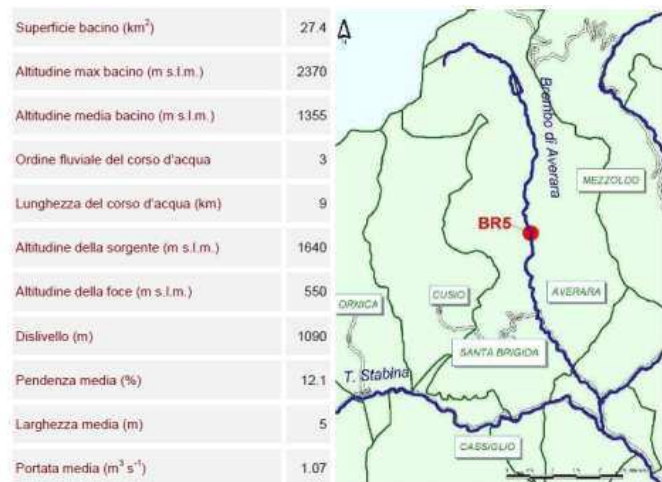 Superficie bacino (km²) 27.4
Altitudine max bacino (m s.l.m.) 2370
Altitudine media bacino (m s.l.m.) 1355
Ordine fluviale del corso d'acqua 3
Lunghezza del corso d'acqua (km) 9
Altitudine della sorgente (m s.l.m.) 1640
Altitudine della foce (m s.l.m.) 550
Dislivello (m) 1090
Pendenza media (%) 12.1
Larghezza media (m) 5
Portata media (m³ s⁻¹) 1.07
Brembo di Averara
MEZZOLDO
BR5
AVERARA
CUSIO
ORNICA
SANTA BRIGIDA
T. Stabina
CASSIGLIO